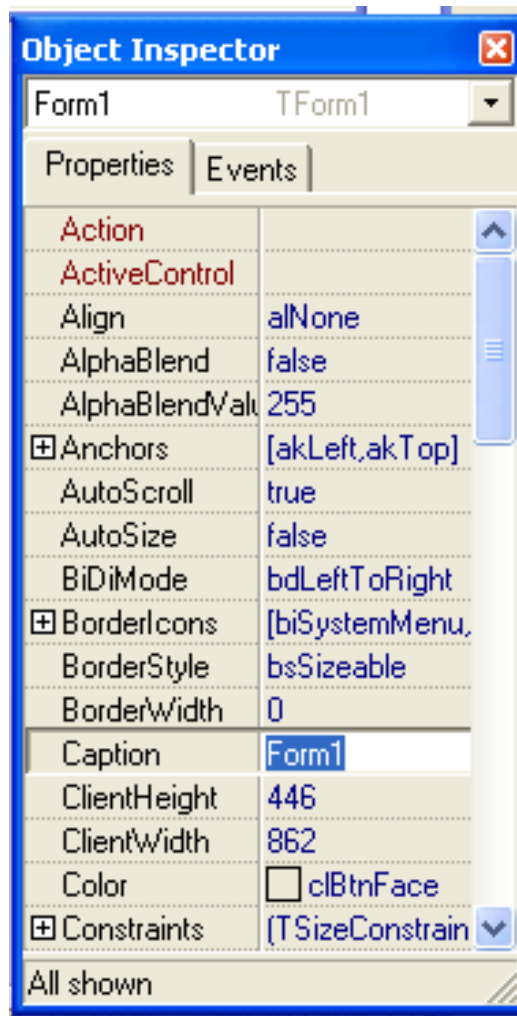 Object Inspector
Form1 TForm1
Properties Events
Action
ActiveControl
Align alNone
AlphaBlend false
AlphaBlendValu 255
Anchors [akLeft,akTop]
AutoScroll true
AutoSize false
BiDiMode bdLeftToRight
BorderIcons [biSystemMenu,
BorderStyle bsSizeable
BorderWidth 0
Caption Form1
ClientHeight 446
ClientWidth 862
Color clBtnFace
Constraints (TSizeConstrain
All shown